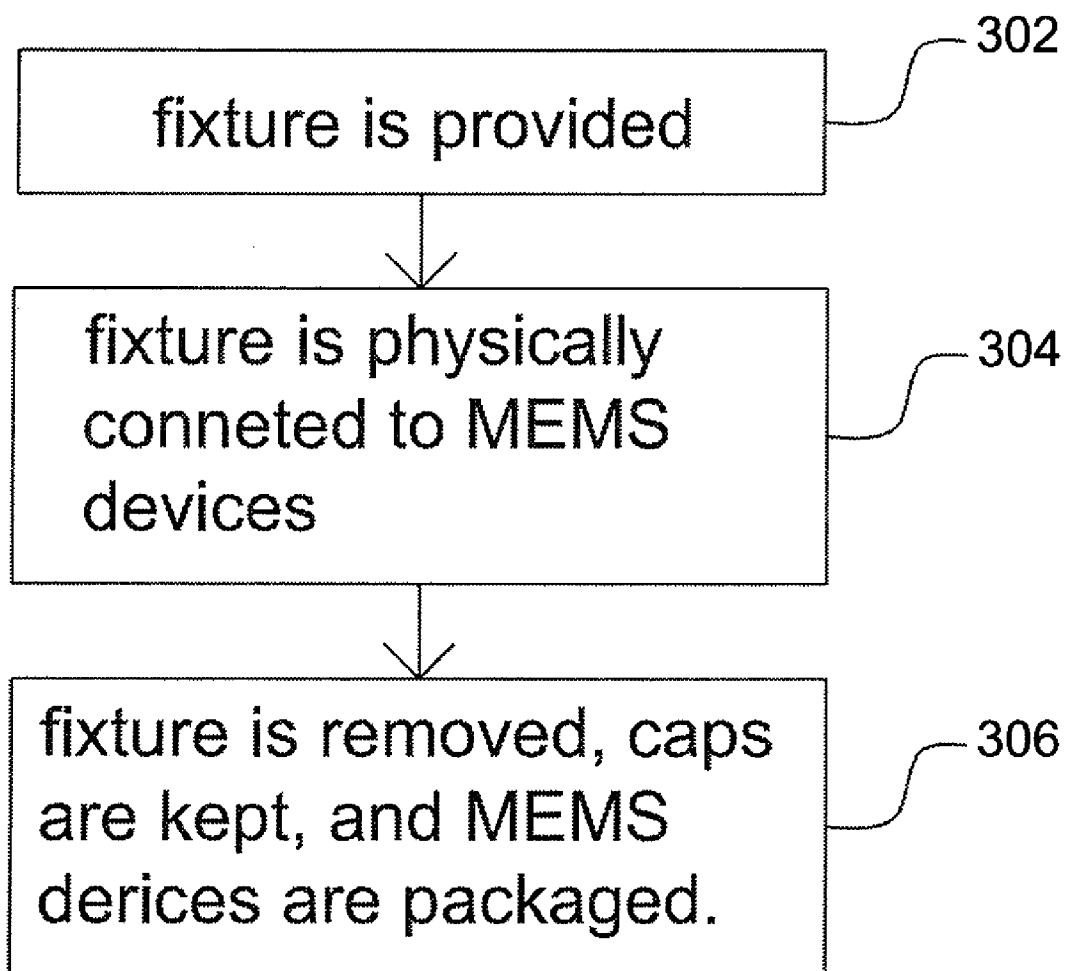 302
fixture is provided
304
fixture is physically
conneted to MEMS
devices
306
fixture is removed, caps
are kept, and MEMS
derices are packaged.